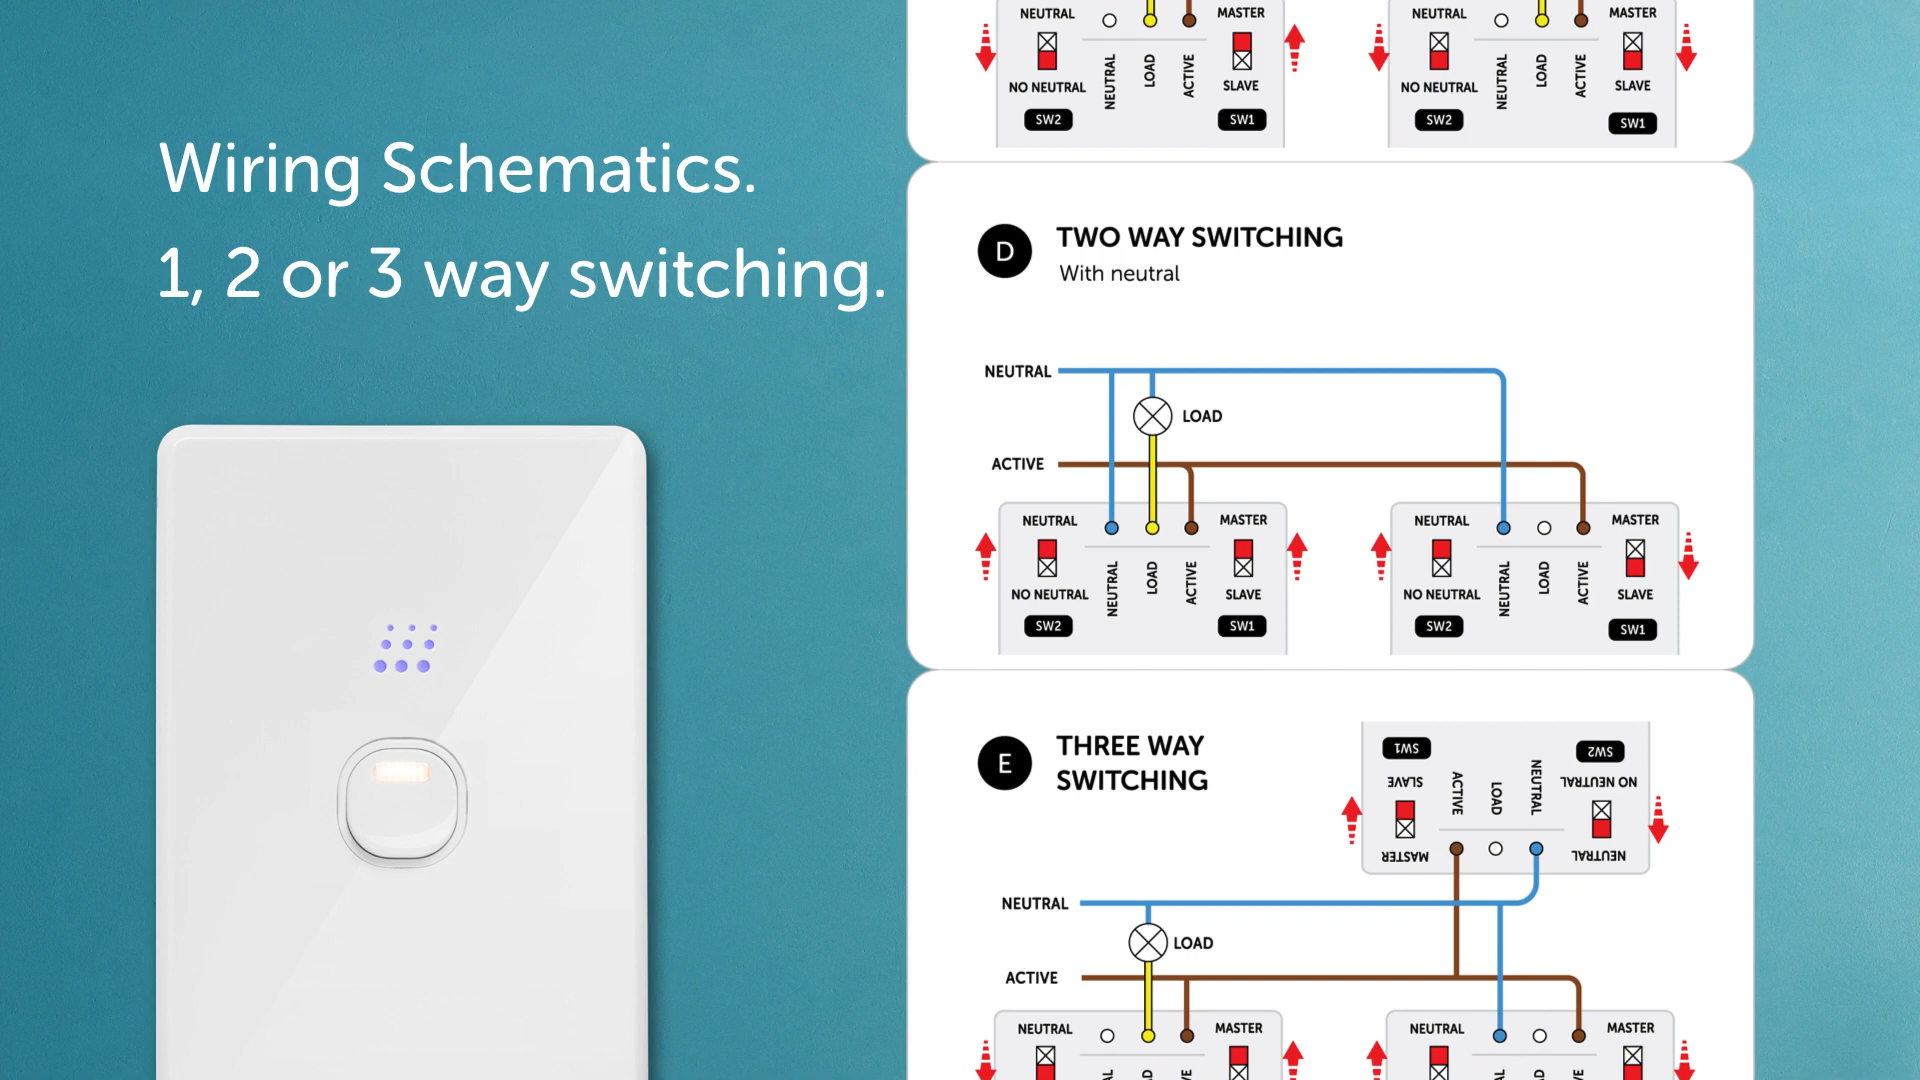 Wiring Schematics.
1, 2 or 3 way switching.
NEUTRAL
MASTER
NO NEUTRAL
NEUTRAL
LOAD
ACTIVE
SLAVE
SW2
SW1
NEUTRAL
MASTER
NO NEUTRAL
NEUTRAL
LOAD
ACTIVE
SLAVE
SW2
SW1
D
TWO WAY SWITCHING
With neutral
NEUTRAL
LOAD
ACTIVE
NEUTRAL
MASTER
NO NEUTRAL
NEUTRAL
LOAD
ACTIVE
SLAVE
SW2
SW1
NEUTRAL
MASTER
NO NEUTRAL
NEUTRAL
LOAD
ACTIVE
SLAVE
SW2
SW1
E
THREE WAY
SWITCHING
SW1
SW2
SLAVE
ACTIVE
LOAD
NEUTRAL
NO NEUTRAL
MASTER
NEUTRAL
NEUTRAL
LOAD
ACTIVE
NEUTRAL
MASTER
NEUTRAL
MASTER